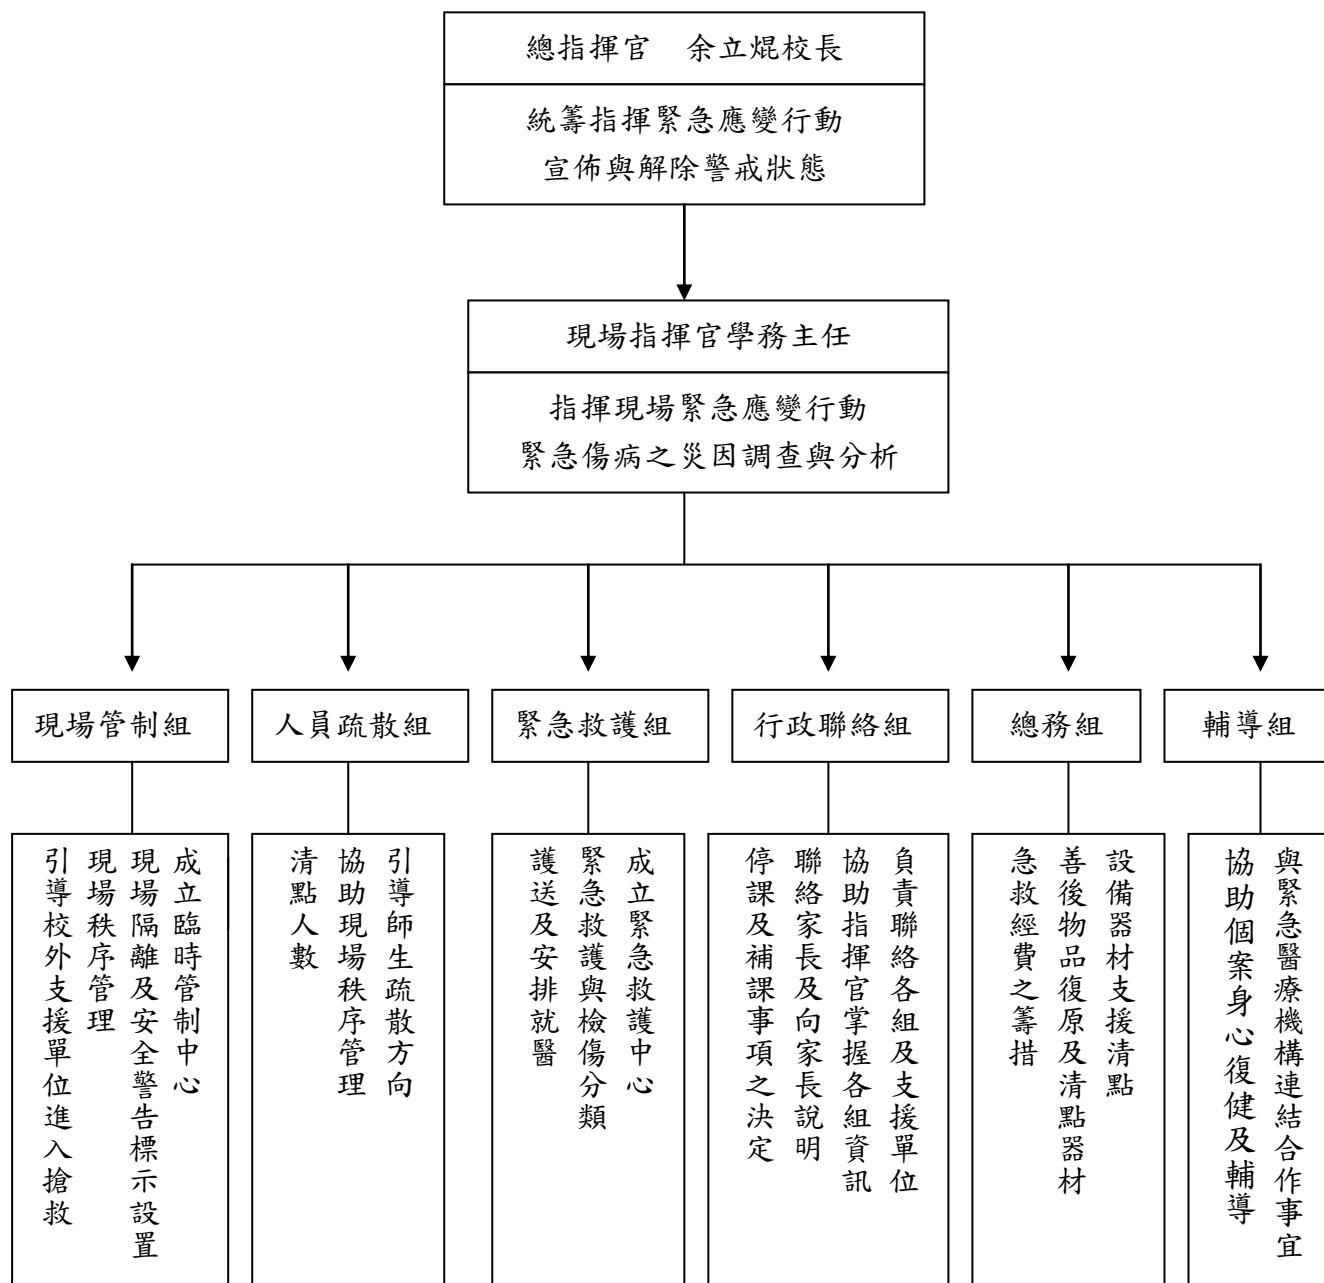 總指揮官　余立焜校長
統籌指揮緊急應變行動
宣佈與解除警戒狀態
現場指揮官學務主任
指揮現場緊急應變行動
緊急傷病之災因調查與分析
現場管制組
人員疏散組
緊急救護組
行政聯絡組
總務組
輔導組
成立臨時管制中心
現場隔離及安全警告標示設置
現場秩序管理
引導校外支援單位進入搶救
引導師生疏散方向
協助現場秩序管理
清點人數
成立緊急救護中心
緊急救護與檢傷分類
護送及安排就醫
負責聯絡各組及支援單位
協助指揮官掌握各組資訊
聯絡家長及向家長說明
停課及補課事項之決定
設備器材支援清點
善後物品復原及清點器材
急救經費之籌措
與緊急醫療機構連結合作事宜
協助個案身心復健及輔導